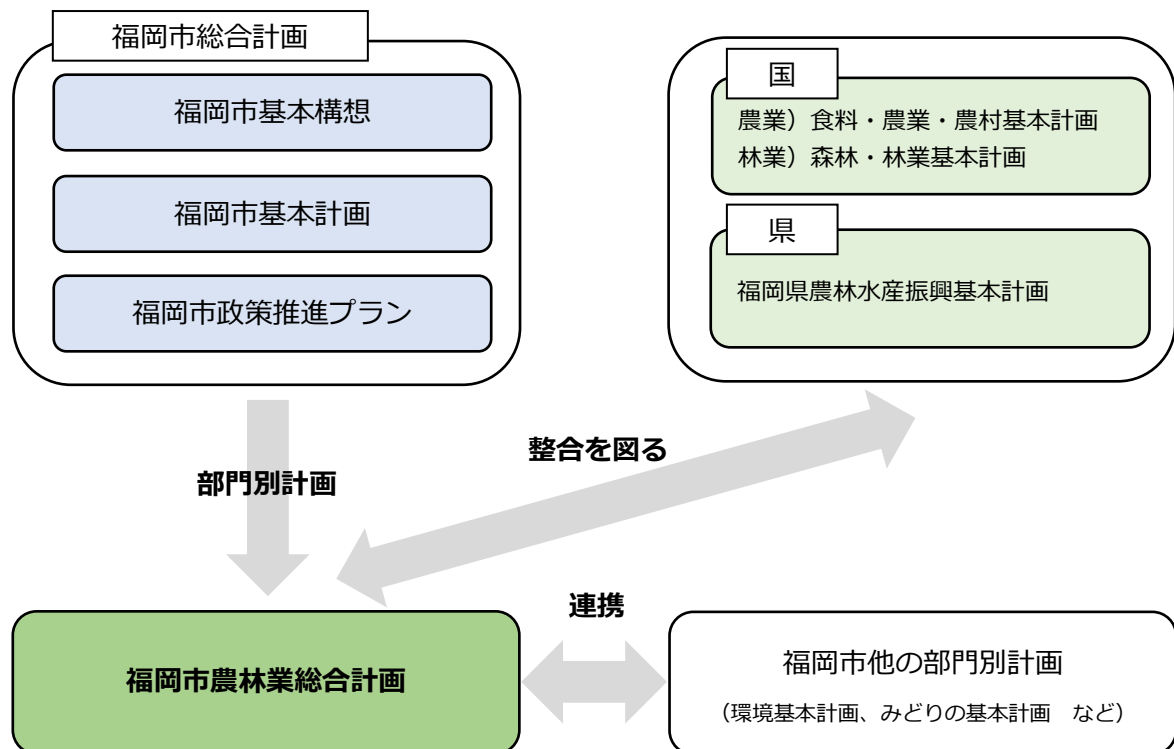 福岡市総合計画
福岡市基本構想
福岡市基本計画
福岡市政策推進プラン
国
農業）食料・農業・農村基本計画
林業）森林・林業基本計画
県
福岡県農林水産振興基本計画
部門別計画
整合を図る
福岡市農林業総合計画
連携
福岡市他の部門別計画
（環境基本計画、みどりの基本計画　など）